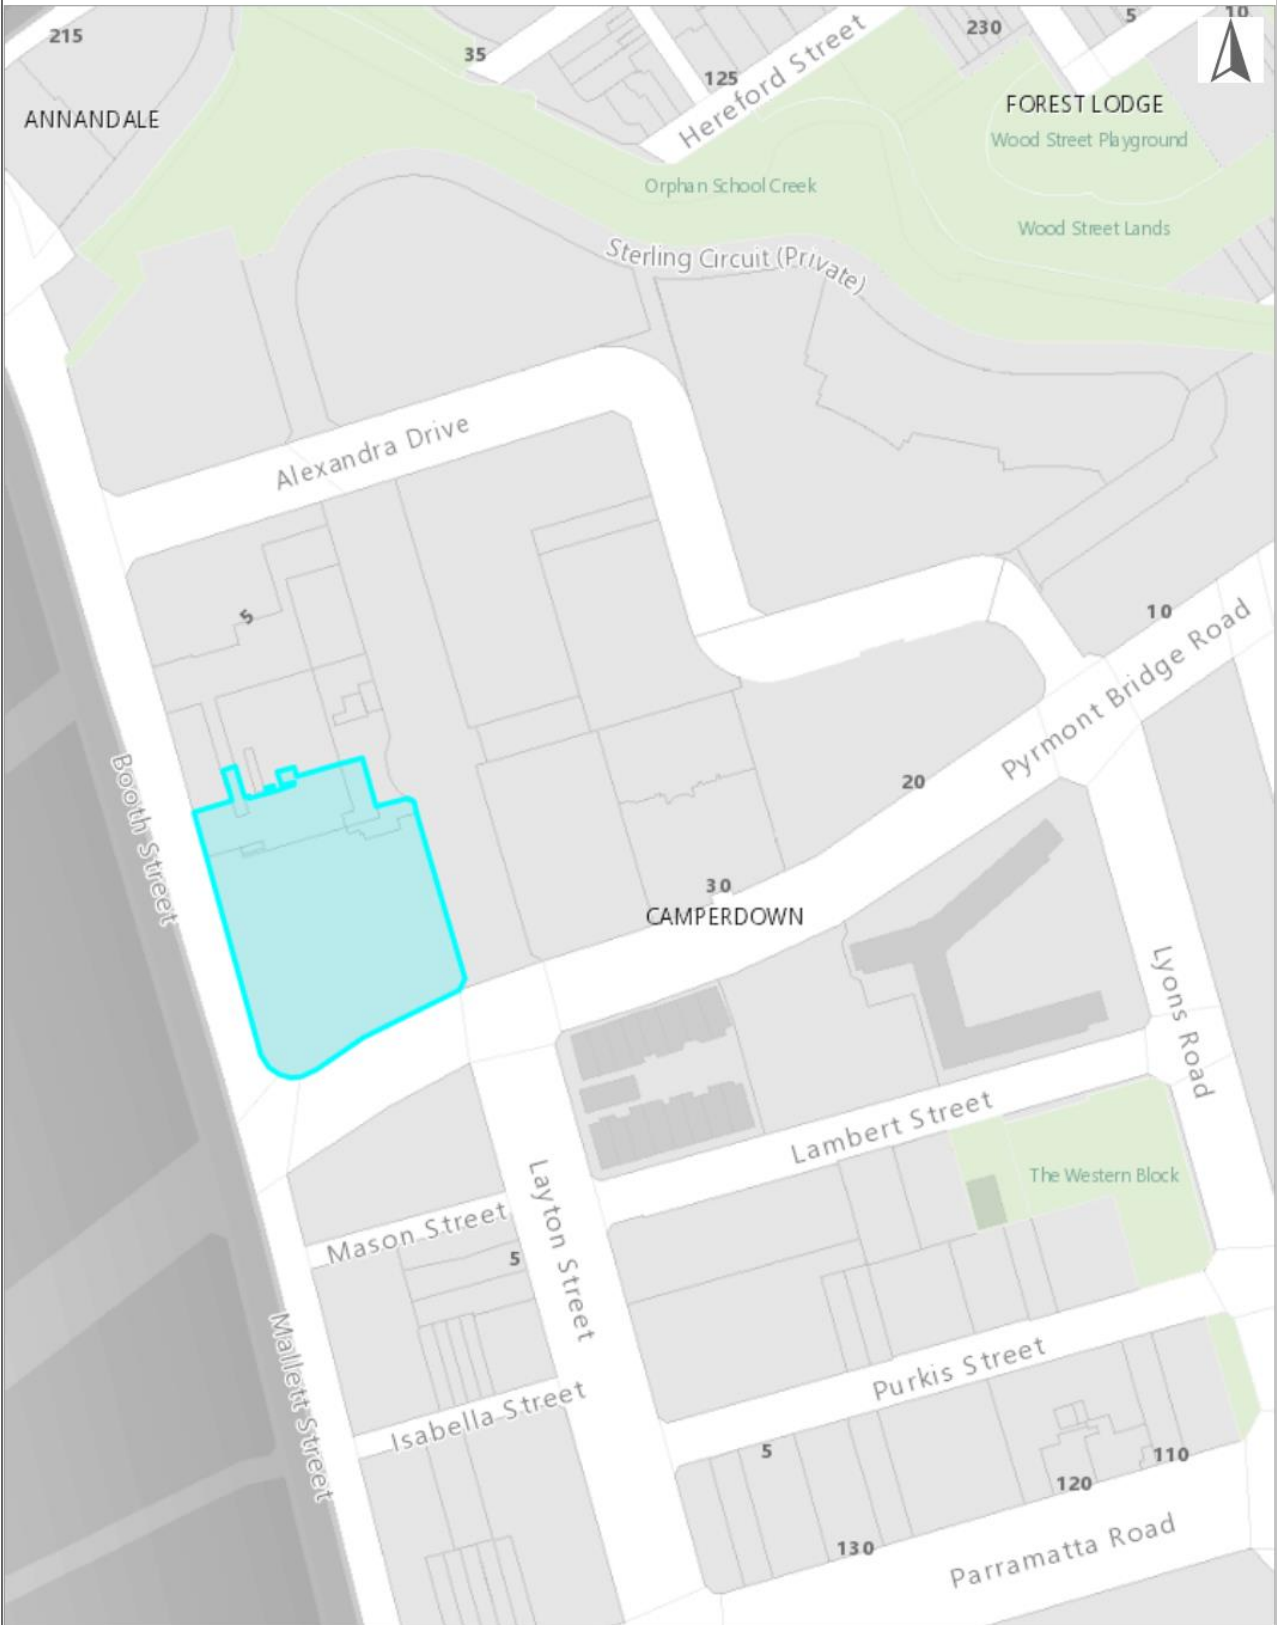 215
35
125
230
5
10
Hereford Street
ANNANDALE
FOREST LODGE
Wood Street Playground
Orphan School Creek
Wood Street Lands
Sterling Circuit (Private)
Alexandra Drive
5
10
Pyrmont Bridge Road
20
Booth Street
30
CAMPERDOWN
Lyons Road
Lambert Street
The Western Block
Layton Street
Mason Street
5
Mallett Street
Purkis Street
Isabella Street
5
110
120
130
Parramatta Road